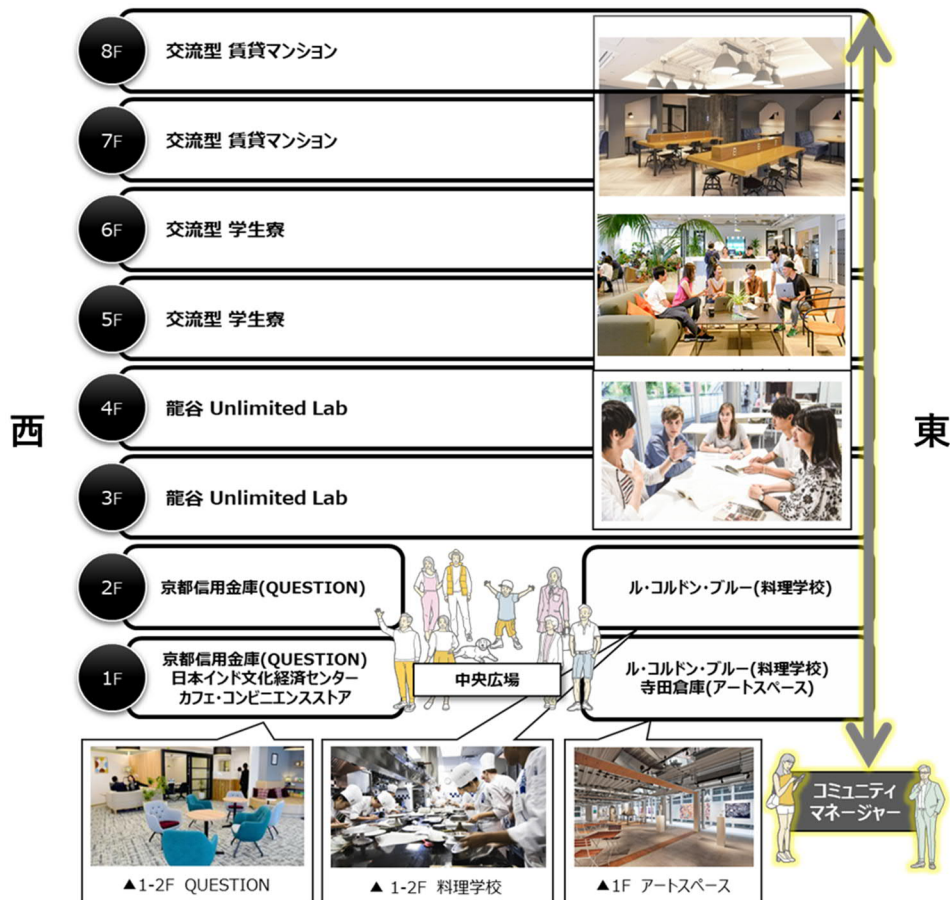 8F
交流型 賃貸マンション
7F
交流型 賃貸マンション
6F
交流型 学生寮
5F
交流型 学生寮
西
東
4F
龍谷 Unlimited Lab
3F
龍谷 Unlimited Lab
2F
京都信用金庫(QUESTION)
ル・コルドン・ブルー(料理学校)
1F
京都信用金庫(QUESTION)
日本インド文化経済センター
カフェ・コンビニエンスストア
中央広場
ル・コルドン・ブルー(料理学校)
寺田倉庫(アートスペース)
▲1-2F QUESTION
▲ 1-2F 料理学校
▲1F アートスペース
コミュニティ
マネージャー